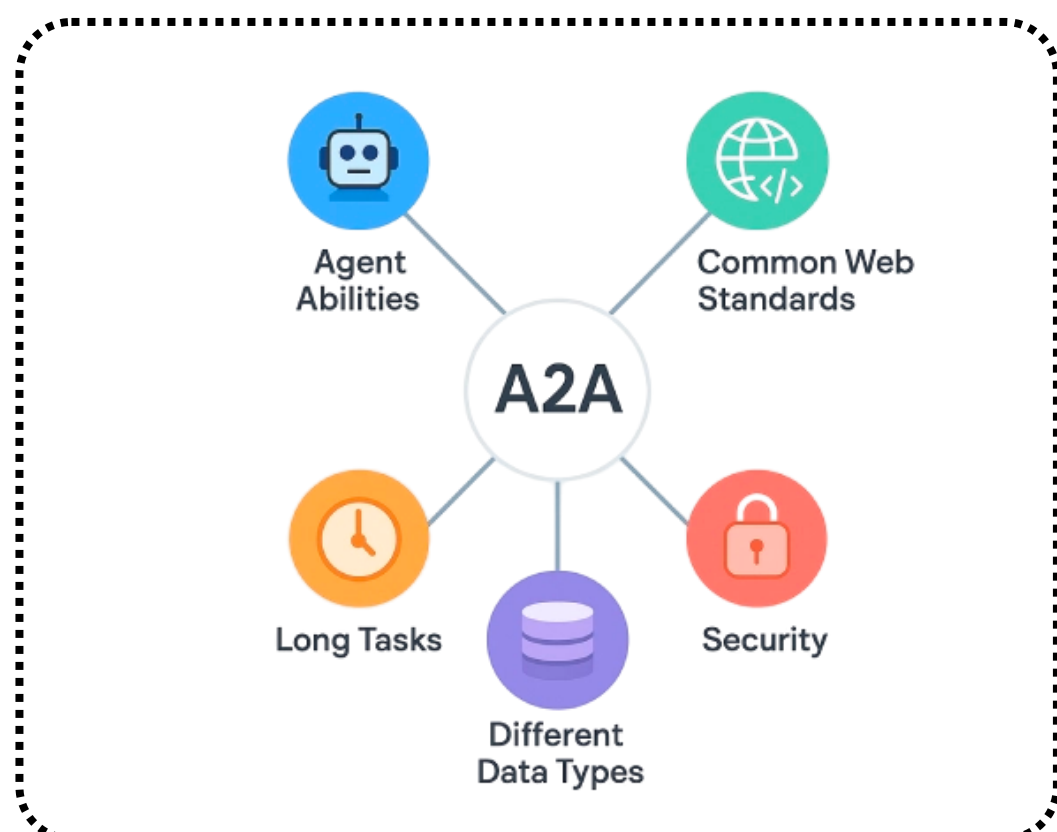 Agent
Abilities
Common Web
Standards
A2A
Long Tasks
Different
Data Types
Security
</>